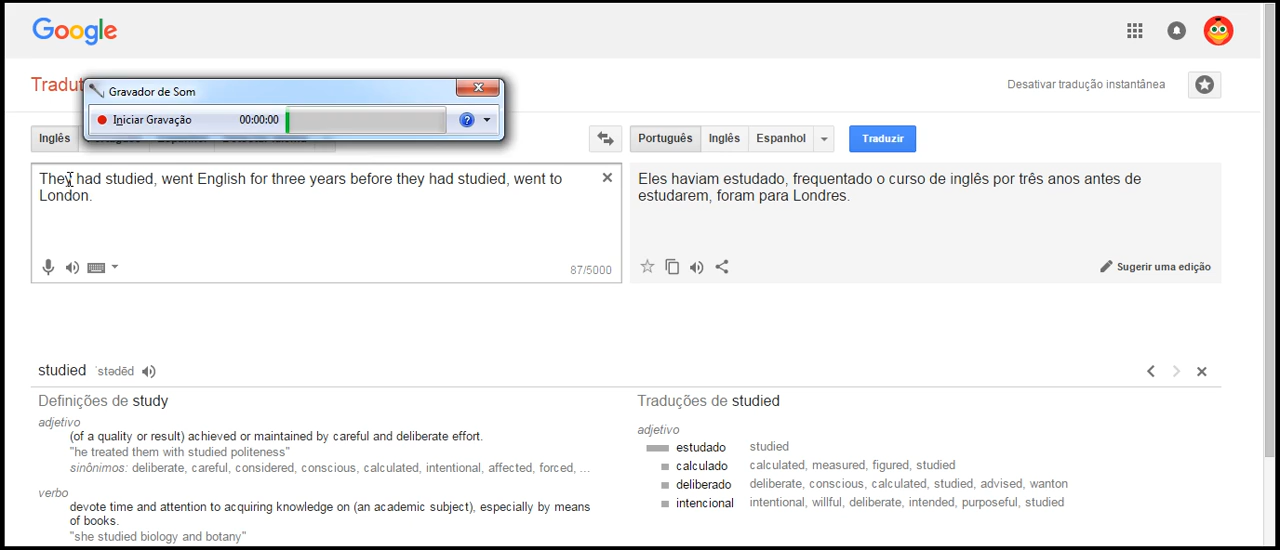 Google
Tradut
Desativar tradução instantânea
Gravador de Som
Iniciar Gravação 00:00:00
Inglês
Português Inglês Espanhol Traduzir
They had studied, went English for three years before they had studied, went to
London.
87/5000
Eles haviam estudado, frequentado o curso de inglês por três anos antes de
estudarem, foram para Londres.
Sugerir uma edição
studied ˈstədēd
Definições de study
adjetivo
(of a quality or result) achieved or maintained by careful and deliberate effort.
"he treated them with studied politeness"
sinônimos: deliberate, careful, considered, conscious, calculated, intentional, affected, forced, ...
verbo
devote time and attention to acquiring knowledge on (an academic subject), especially by means
of books.
"she studied biology and botany"
Traduções de studied
adjetivo
estudado studied
calculado calculated, measured, figured, studied
deliberado deliberate, conscious, calculated, studied, advised, wanton
intencional intentional, willful, deliberate, intended, purposeful, studied